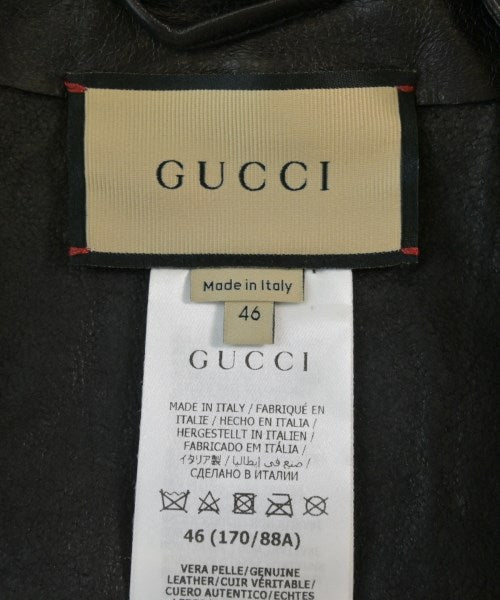 GUCCI
Made in Italy
46
GUCCI
MADE IN ITALY / FABRIQUÉ EN
ITALIE / HECHO EN ITALIA /
HERGESTELLT IN ITALIEN /
FABRICADO EM ITÁLIA /
イタリア製 / صنع في إيطاليا /
СДЕЛАНО В ИТАЛИИ
46 (170/88A)
VERA PELLE/GENUINE
LEATHER/CUIR VÉRITABLE/
CUERO AUTENTICO/ECHTES